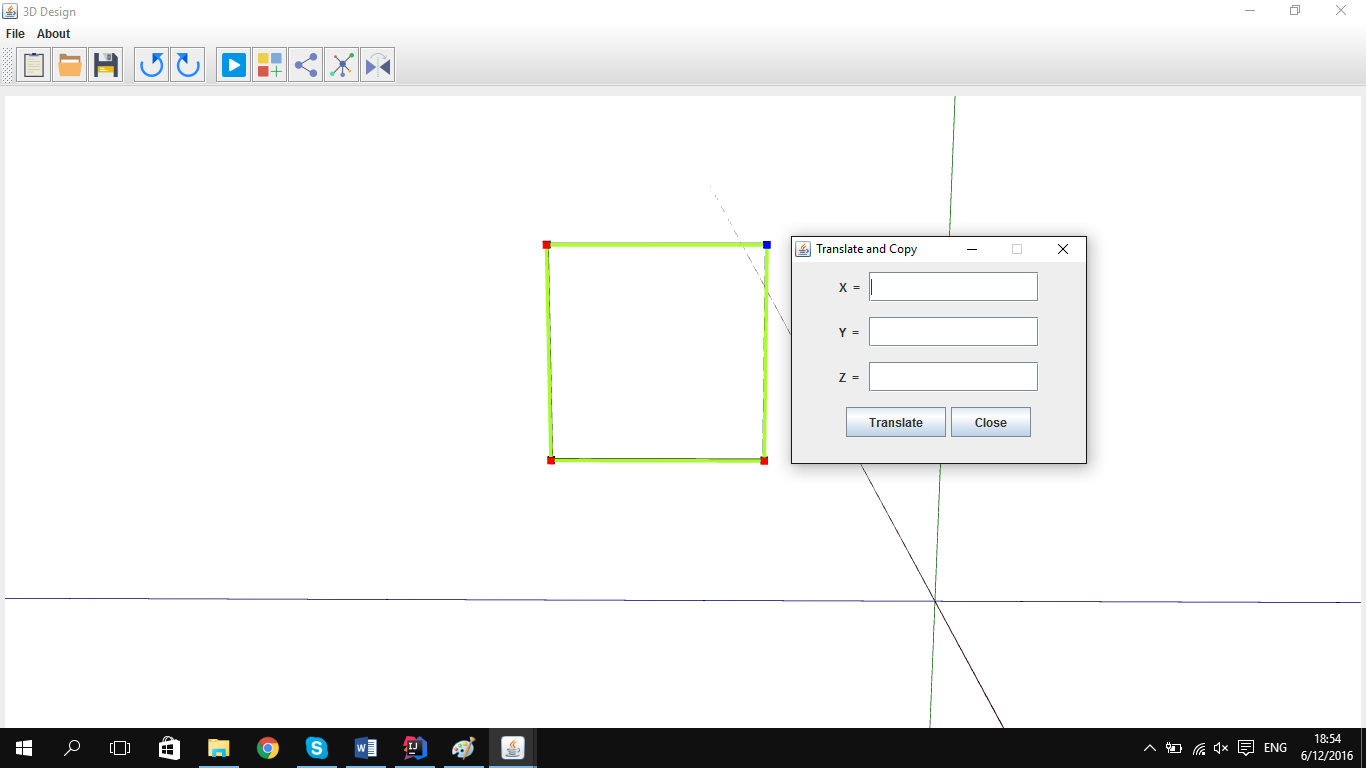 3D Design
File About
Translate and Copy
X =
Y =
Z =
Translate Close
ENG
18:54
6/12/2016